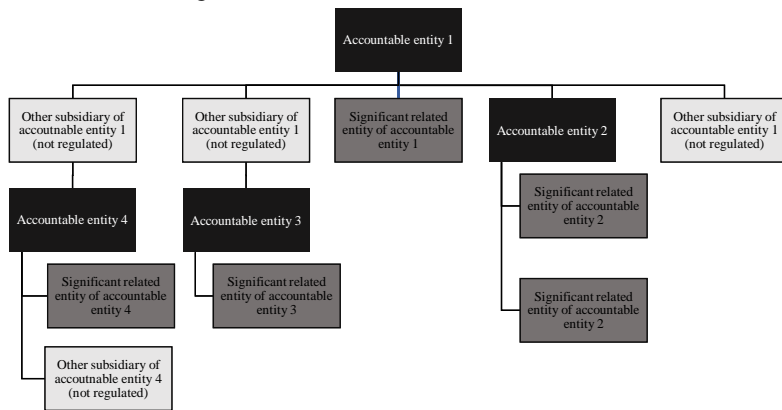 Accountable entity 1
Other subsidiary of
accoutnable entity 1
(not regulated)
Other subsidiary of
accountable entity 1
(not regulated)
Significant related
entity of accountable
entity 1
Accountable entity 2
Other subsidiary of
accountable entity 1
(not regulated)
Accountable entity 4
Accountable entity 3
Significant related
entity of accountable
entity 2
Significant related
entity of accountable
entity 4
Significant related
entity of accountable
entity 3
Significant related
entity of accountable
entity 2
Other subsidiary of
accoutnable entity 4
(not regulated)